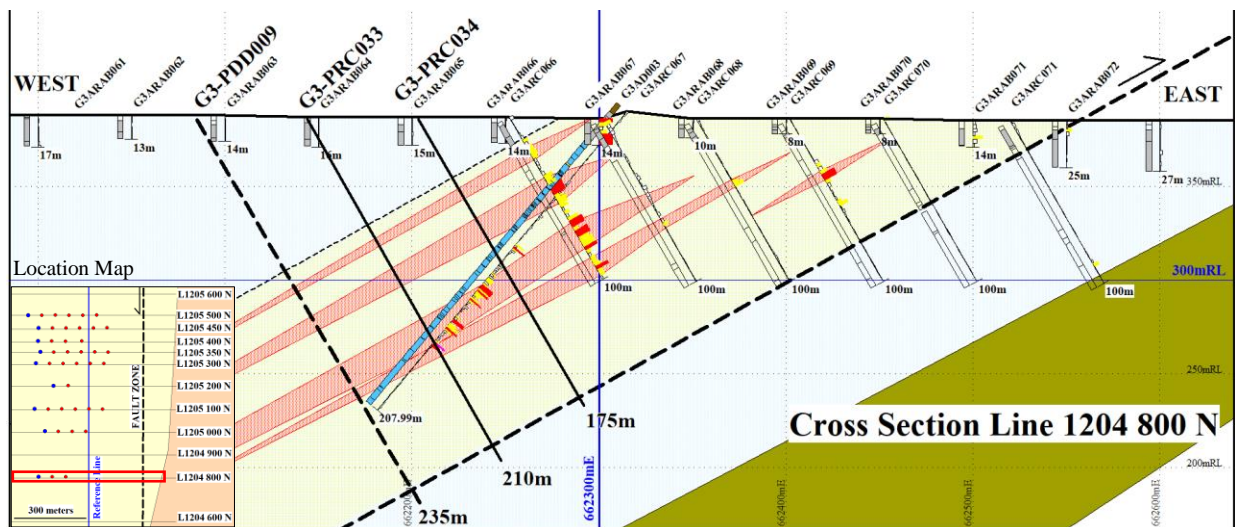 WEST
G3ARAB061
G3ARAB062
G3-PDD009
G3ARAB063
G3-PRC033
G3ARAB064
G3-PRC034
G3ARAB065
G3ARAB066
G3ARC066
G3ARAB067
G3AD003
G3ARC067
G3ARAB068
G3ARC068
G3ARAB069
G3ARC069
G3ARAB070
G3ARC070
G3ARAB071
G3ARC071
G3ARAB072
EAST
17m
13m
14m
16m
15m
14m
14m
10m
8m
8m
14m
25m
27m
350mRL
Location Map
300mRL
100m
100m
100m
100m
100m
100m
L1205 600 N
L1205 500 N
L1205 450 N
L1205 400 N
L1205 350 N
L1205 300 N
L1205 200 N
L1205 100 N
L1205 000 N
L1204 900 N
L1204 800 N
L1204 600 N
FAULT ZONE
Reference Line
300 meters
250mRL
207.99m
175m
Cross Section Line 1204 800 N
210m
200mRL
235m
662200mE
662300mE
662400mE
662500mE
662600mE